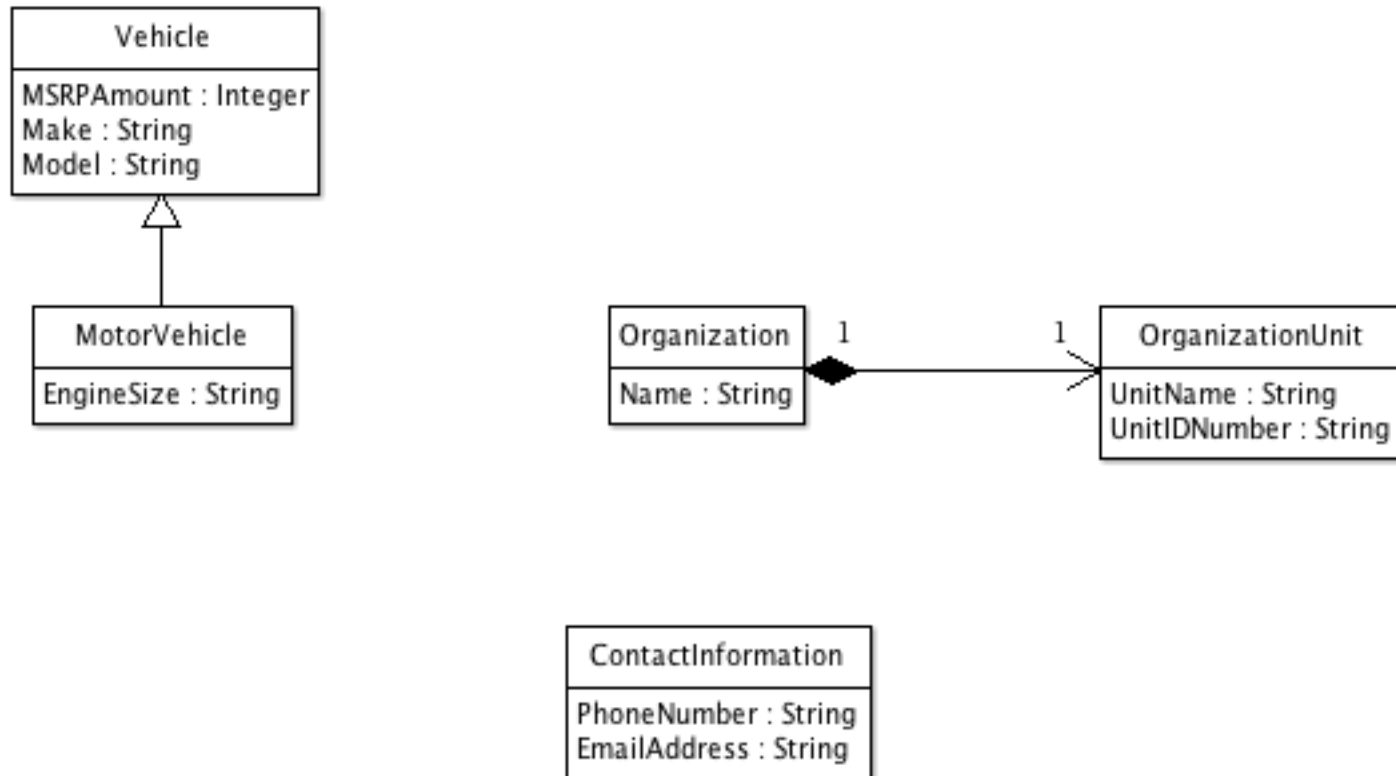 Vehicle
MSRPAmount : Integer
Make : String
Model : String
MotorVehicle
EngineSize : String
Organization
Name : String
1
1
OrganizationUnit
UnitName : String
UnitIDNumber : String
ContactInformation
PhoneNumber : String
EmailAddress : String